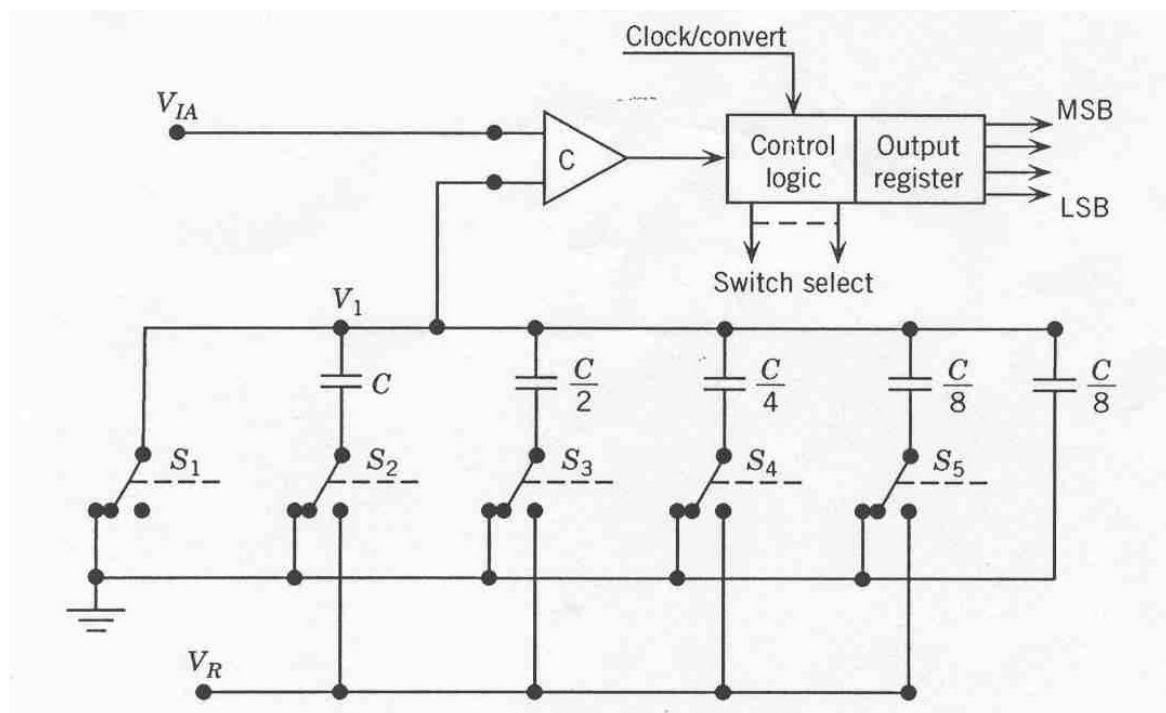 Clock/convert
V_IA
C
Control
logic
Output
register
MSB
LSB
Switch select
V_1
C
C/2
C/4
C/8
C/8
S_1
S_2
S_3
S_4
S_5
V_R